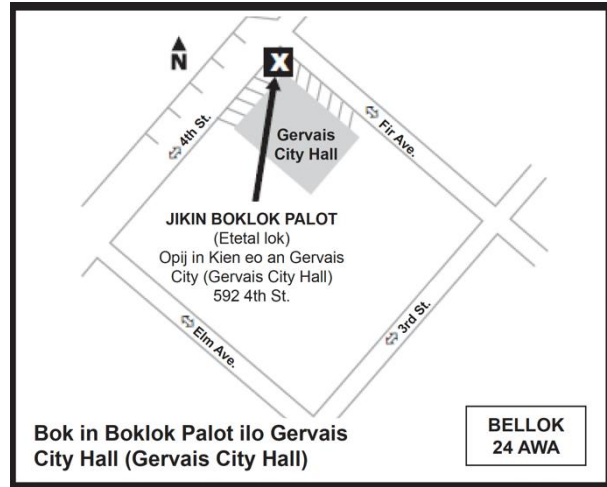 N
X
4th St.
Fir Ave.
Gervais
City Hall
JIKIN BOKLOK PALOT
(Etetal lok)
Opij in Kien eo an Gervais
City (Gervais City Hall)
592 4th St.
Elm Ave.
3rd St.
Bok in Boklok Palot ilo Gervais
City Hall (Gervais City Hall)
BELLOK
24 AWA